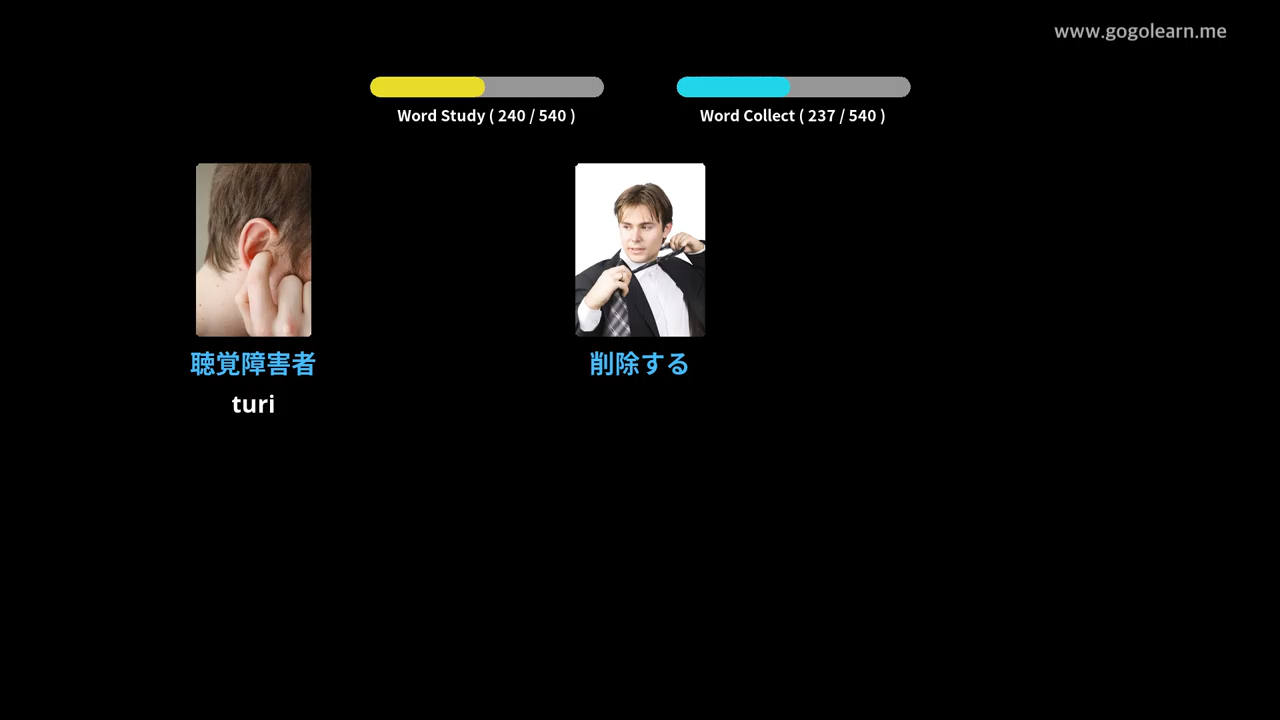 www.gogolearn.me
Word Study ( 240 / 540 )
Word Collect ( 237 / 540 )
聴覚障害者
削除する
turi